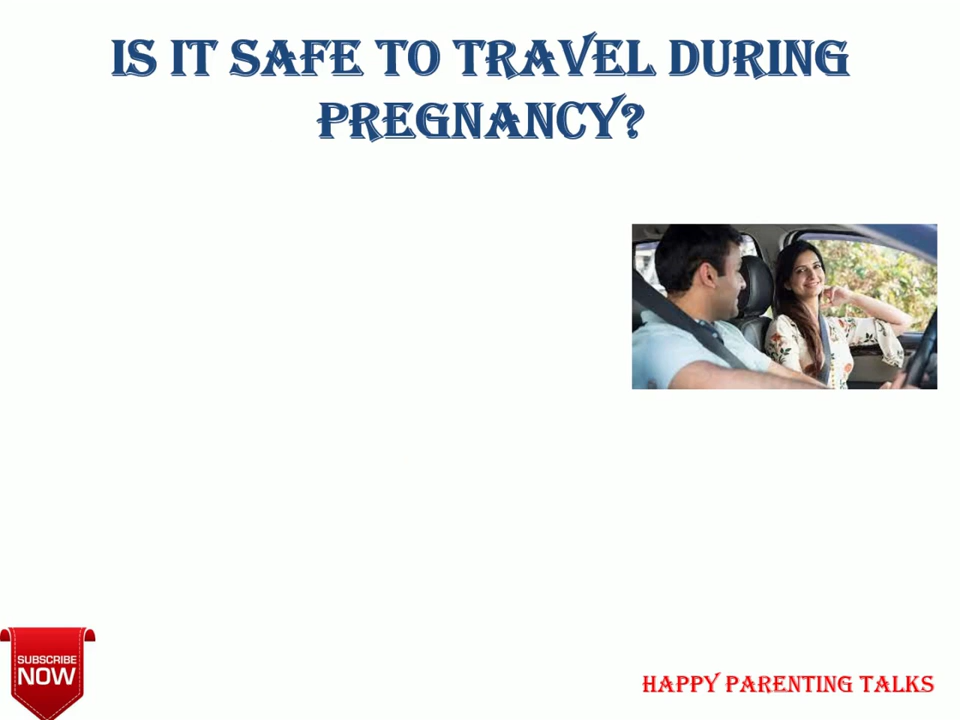 IS IT SAFE TO TRAVEL DURING
PREGNANCY?
SUBSCRIBE
NOW
HAPPY PARENTING TALKS